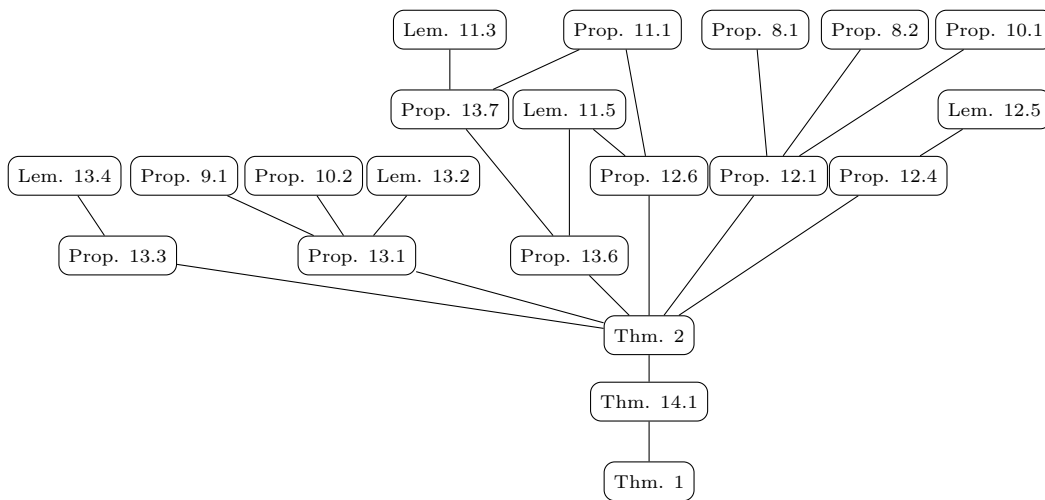 Lem. 11.3
Prop. 11.1
Prop. 8.1
Prop. 8.2
Prop. 10.1
Prop. 13.7
Lem. 11.5
Lem. 12.5
Lem. 13.4
Prop. 9.1
Prop. 10.2
Lem. 13.2
Prop. 12.6
Prop. 12.1
Prop. 12.4
Prop. 13.3
Prop. 13.1
Prop. 13.6
Thm. 2
Thm. 14.1
Thm. 1